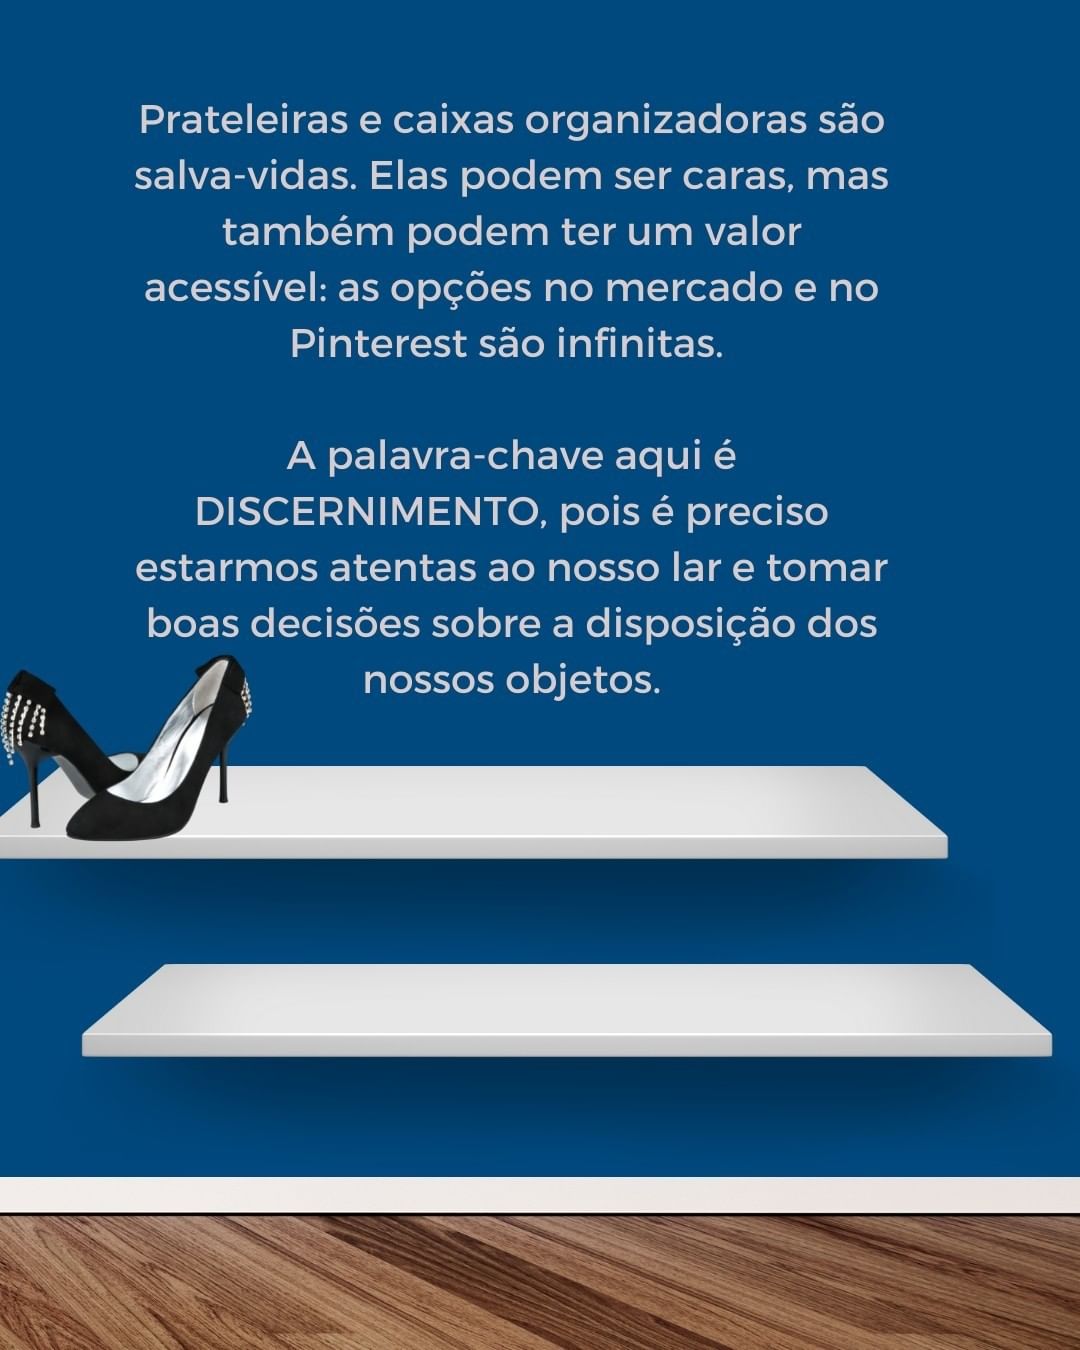 Prateleiras e caixas organizadoras são
salva-vidas. Elas podem ser caras, mas
também podem ter um valor
acessível: as opções no mercado e no
Pinterest são infinitas.
A palavra-chave aqui é
DISCERNIMENTO, pois é preciso
estarmos atentas ao nosso lar e tomar
boas decisões sobre a disposição dos
nossos objetos.